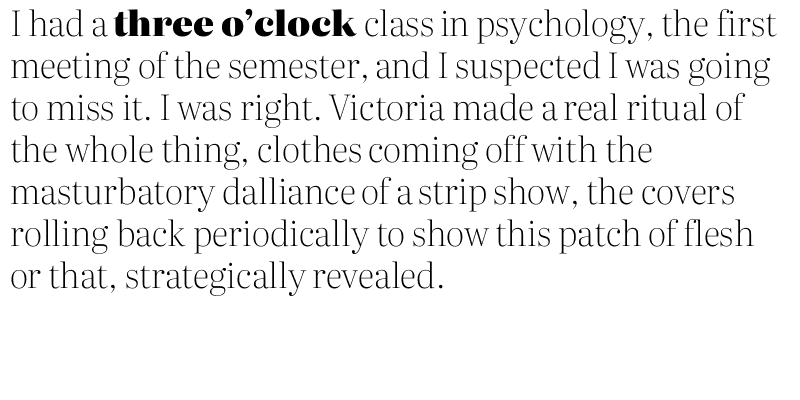 I had a three o’clock class in psychology, the first
meeting of the semester, and I suspected I was going
to miss it. I was right. Victoria made a real ritual of
the whole thing, clothes coming off with the
masturbatory dalliance of a strip show, the covers
rolling back periodically to show this patch of flesh
or that, strategically revealed.